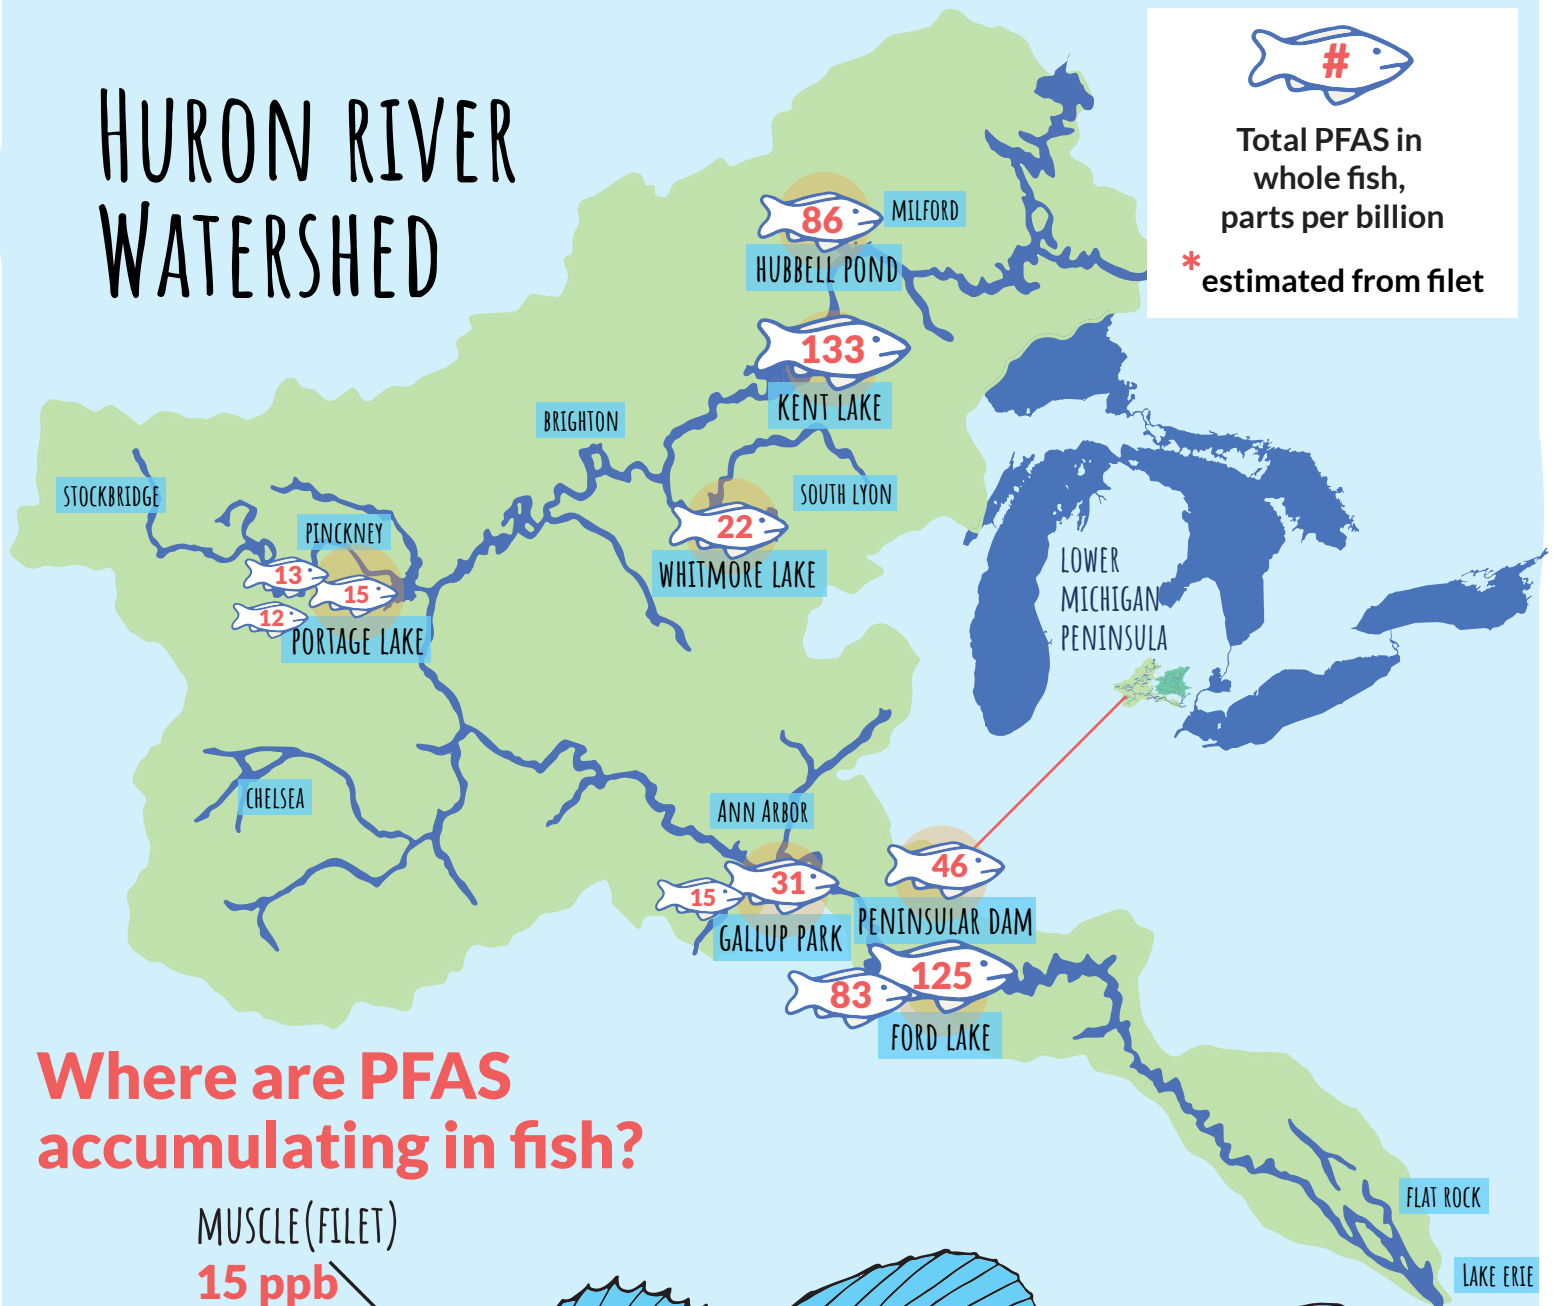 HURON RIVER
WATERSHED
#
Total PFAS in
whole fish,
parts per billion
*estimated from filet
86
MILFORD
HUBBELL POND
133
KENT LAKE
BRIGHTON
STOCKBRIDGE
SOUTH LYON
PINCKNEY
22
WHITMORE LAKE
13
15
12
PORTAGE LAKE
LOWER
MICHIGAN
PENINSULA
CHELSEA
ANN ARBOR
46
31
15
PENINSULAR DAM
GALLUP PARK
125
83
FORD LAKE
Where are PFAS
accumulating in fish?
FLAT ROCK
MUSCLE(FILET)
15 ppb
LAKE ERIE